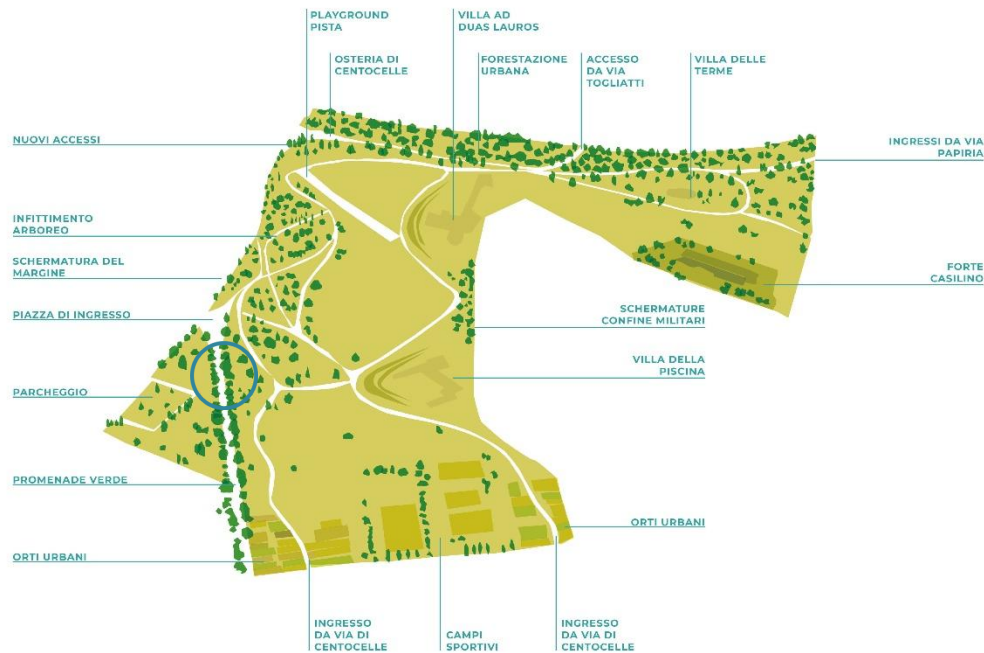 PLAYGROUND
PISTA
VILLA AD
DUAS LAUROS
OSTERIA DI
CENTOCELLE
FORESTAZIONE
URBANA
ACCESSO
DA VIA
TOGLIATTI
VILLA DELLE
TERME
NUOVI ACCESSI
INGRESSI DA VIA
PAPIRIA
INFITTIMENTO
ARBOREO
SCHERMATURA DEL
MARGINE
FORTE
CASILINO
PIAZZA DI INGRESSO
SCHERMATURE
CONFINE MILITARI
VILLA DELLA
PISCINA
PARCHEGGIO
PROMENADE VERDE
ORTI URBANI
ORTI URBANI
INGRESSO
DA VIA DI
CENTOCELLE
CAMPI
SPORTIVI
INGRESSO
DA VIA DI
CENTOCELLE